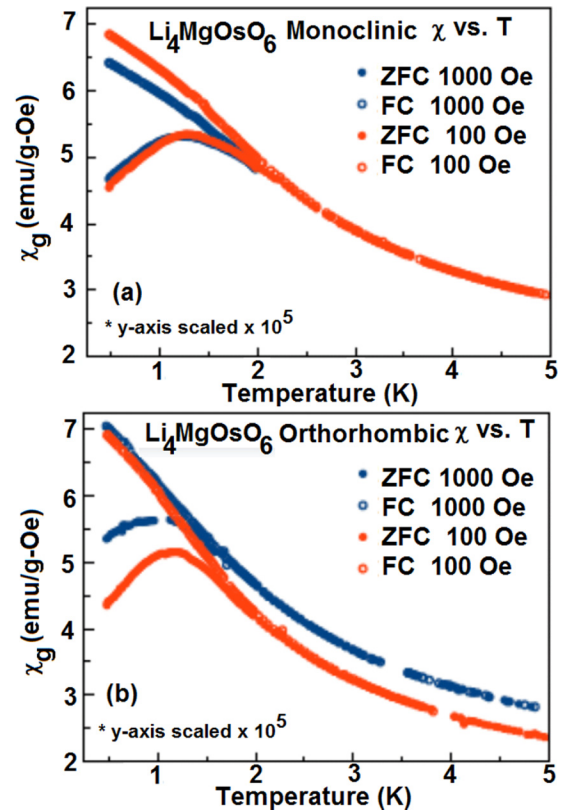 Li4MgOsO6 Monoclinic χ vs. T
ZFC 1000 Oe
FC 1000 Oe
ZFC 100 Oe
FC 100 Oe
7
6
5
4
3
2
χg (emu/g-Oe)
(a)
* y-axis scaled x 10^5
1 2 3 4 5
Temperature (K)
Li4MgOsO6 Orthorhombic χ vs. T
ZFC 1000 Oe
FC 1000 Oe
ZFC 100 Oe
FC 100 Oe
7
6
5
4
3
2
χg (emu/g-Oe)
(b)
* y-axis scaled x 10^5
1 2 3 4 5
Temperature (K)